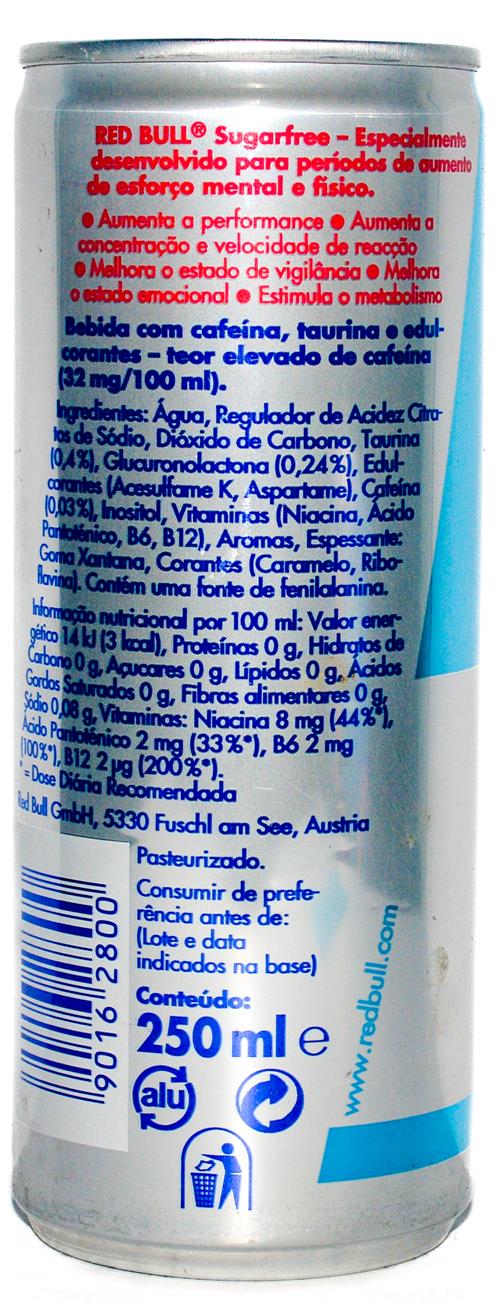 RED BULL® Sugarfree – Especialmente
desenvolvido para períodos de aumento
de esforço mental e físico.
● Aumenta a performance ● Aumenta a
concentração e velocidade de reacção
● Melhora o estado de vigilância ● Melhora
o estado emocional ● Estimula o metabolismo
Bebida com cafeína, taurina e edul-
corantes – teor elevado de cafeína
(32 mg/100 ml).
Ingredientes: Água, Regulador de Acidez Citra-
tos de Sódio, Dióxido de Carbono, Taurina
(0,4%), Glucuronolactona (0,24%), Edul-
corantes (Acesulfame K, Aspartame), Cafeína
(0,03%), Inositol, Vitaminas (Niacina, Ácido
Pantoténico, B6, B12), Aromas, Espessante:
Goma Xantana, Corantes (Caramelo, Ribo-
flavina). Contém uma fonte de fenilalanina.
Informação nutricional por 100 ml: Valor ener-
gético 14 kJ (3 kcal), Proteínas 0 g, Hidratos de
Carbono 0 g, Açucares 0 g, Lípidos 0 g, Ácidos
Gordos Saturados 0 g, Fibras alimentares 0 g,
Sódio 0,08 g, Vitaminas: Niacina 8 mg (44%*),
Ácido Pantoténico 2 mg (33%*), B6 2 mg
(100%*), B12 2 µg (200%*).
* = Dose Diária Recomendada
Red Bull GmbH, 5330 Fuschl am See, Austria
Pasteurizado.
Consumir de prefe-
rência antes de:
(Lote e data
indicados na base)
Conteúdo:
250 ml e
alu
www.redbull.com
9016 2800